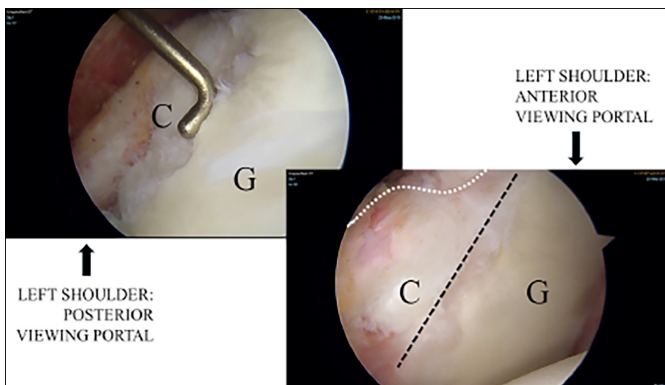 C
G
LEFT SHOULDER:
POSTERIOR
VIEWING PORTAL
LEFT SHOULDER:
ANTERIOR
VIEWING PORTAL
C
G